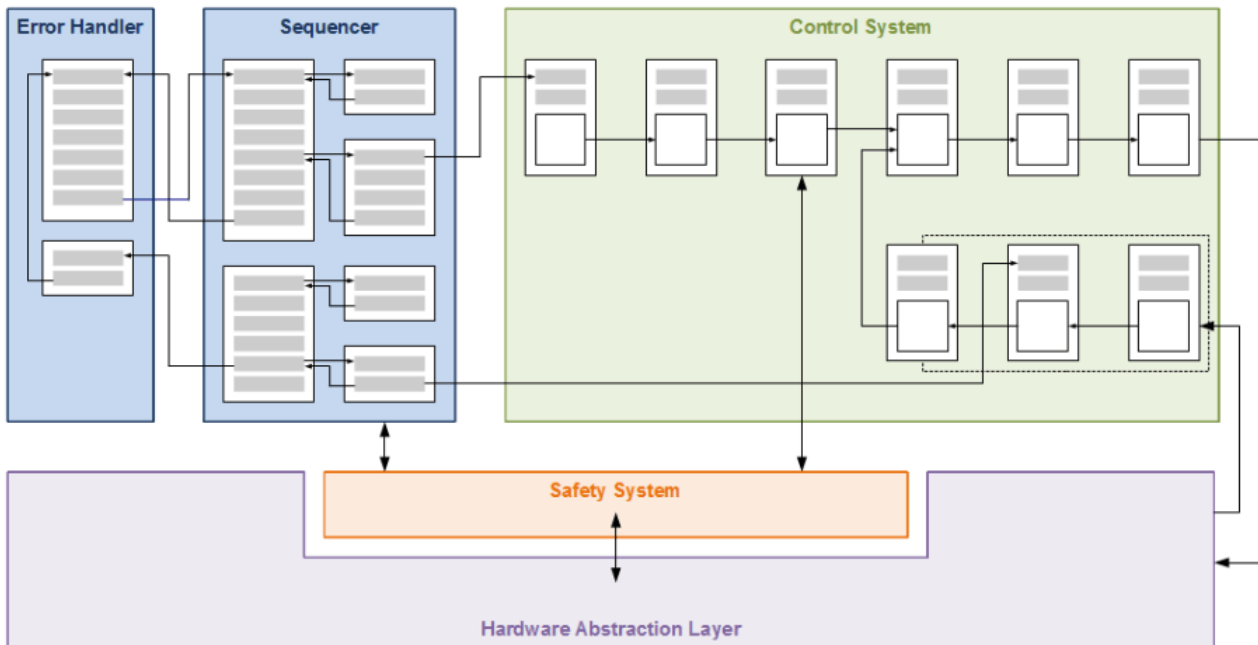 Error Handler
Sequencer
Control System
Safety System
Hardware Abstraction Layer